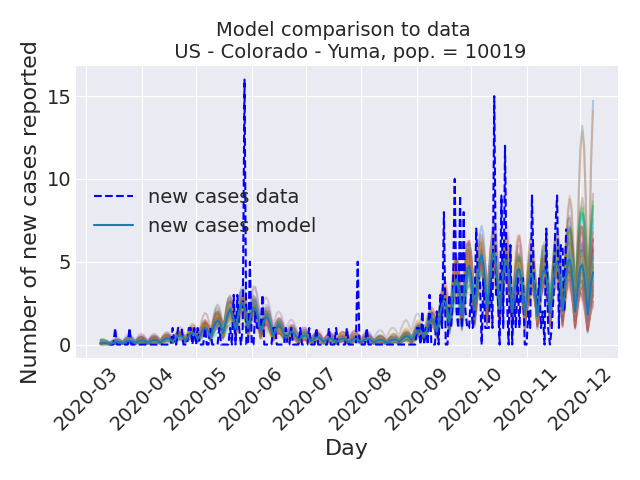 Model comparison to data
US - Colorado - Yuma, pop. = 10019
Number of new cases reported
15
10
5
0
new cases data
new cases model
2020-03
2020-04
2020-05
2020-06
2020-07
2020-08
2020-09
2020-10
2020-11
2020-12
Day